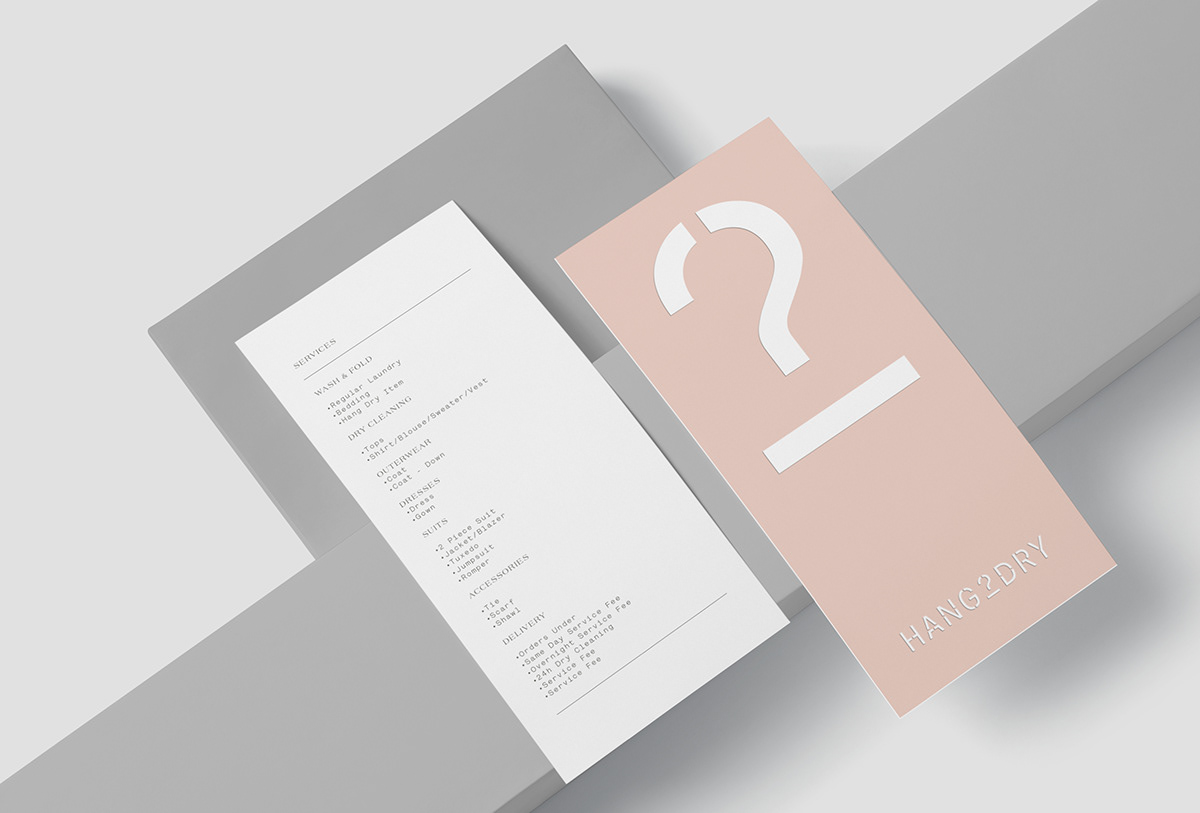 SERVICES
WASH & FOLD
•Regular Laundry
•Bedding
•Hang Dry Item
DRY CLEANING
•Tops
•Shirt/Blouse/Sweater/Vest
OUTERWEAR
•Coat
•Coat - Down
DRESSES
•Dress
•Gown
SUITS
•2 Piece Suit
•Jacket/Blazer
•Tuxedo
•Jumpsuit
•Romper
ACCESSORIES
•Tie
•Scarf
•Shawl
DELIVERY
•Orders Under
•Same Day Service Fee
•Overnight Service Fee
•24h Dry Cleaning
•Service Fee
•Service Fee
2
HANG2DRY